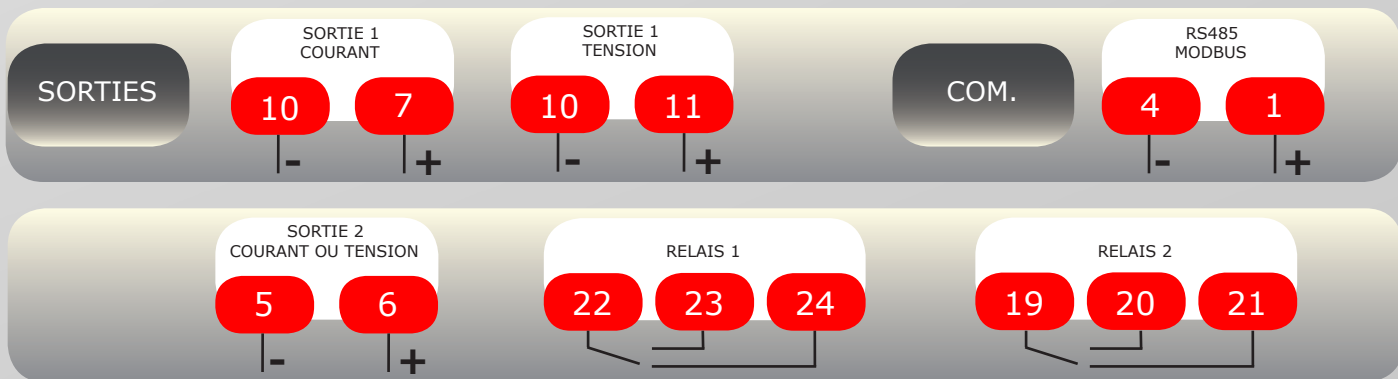 SORTIES
SORTIE 1
COURANT
10 7
- +
SORTIE 1
TENSION
10 11
- +
COM.
RS485
MODBUS
4 1
- +
SORTIE 2
COURANT OU TENSION
5 6
- +
RELAIS 1
22 23 24
RELAIS 2
19 20 21